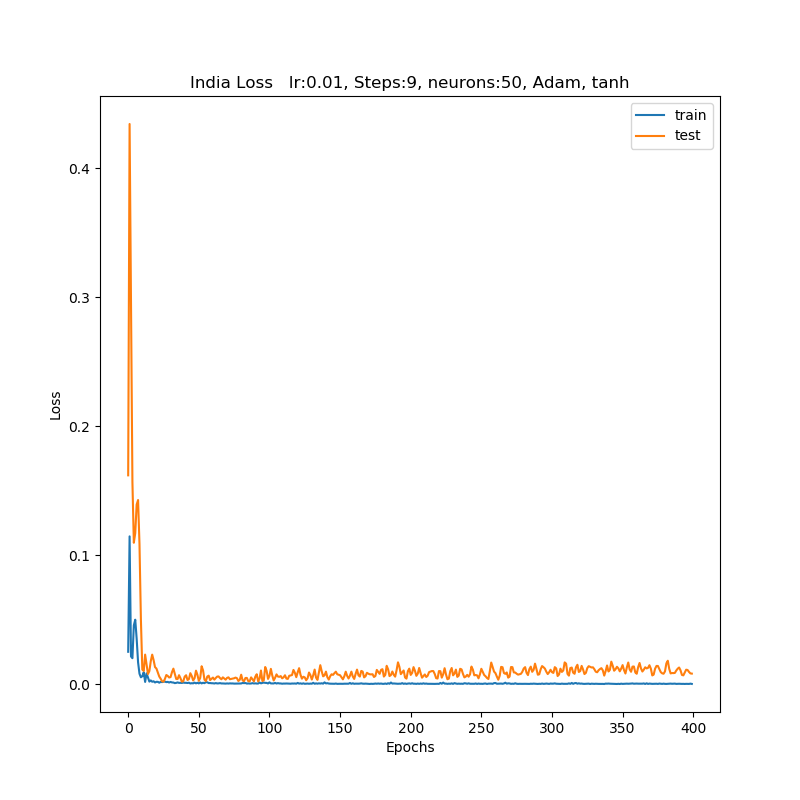 India Loss   lr:0.01, Steps:9, neurons:50, Adam, tanh
train
test
0.4
0.3
0.2
0.1
0.0
Loss
0 50 100 150 200 250 300 350 400
Epochs